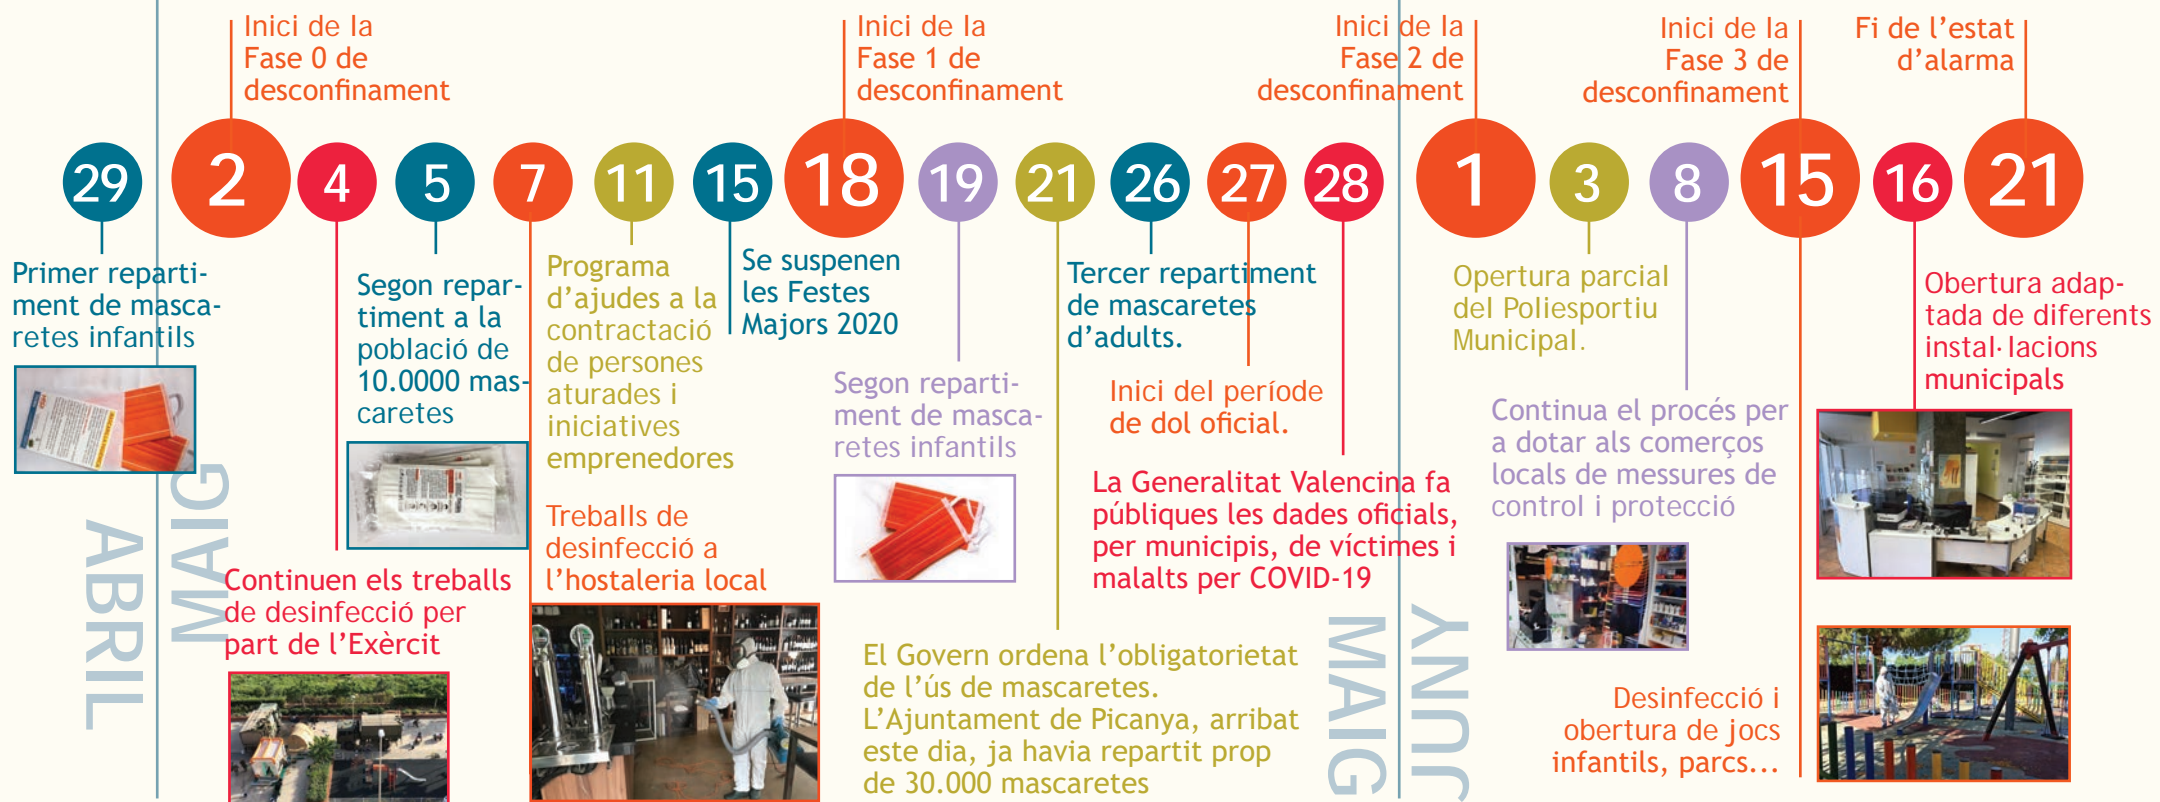 Inici de la
Fase 0 de
desconfinament
Inici de la
Fase 1 de
desconfinament
Inici de la
Fase 2 de
desconfinament
Inici de la
Fase 3 de
desconfinament
Fi de l’estat
d’alarma
29
2
4
5
7
11
15
18
19
21
26
27
28
1
3
8
15
16
21
Primer reparti-
ment de masca-
retes infantils
ABRIL
MAIG
Continuen els treballs
de desinfecció per
part de l’Exèrcit
Segon repar-
timent a la
població de
10.0000 mas-
caretes
Treballs de
desinfecció a
l’hostaleria local
Programa
d’ajudes a la
contractació
de persones
aturades i
iniciatives
emprenedores
Se suspenen
les Festes
Majors 2020
Segon reparti-
ment de masca-
retes infantils
El Govern ordena l’obligatorietat
de l’ús de mascaretes.
L’Ajuntament de Picanya, arribat
este dia, ja havia repartit prop
de 30.000 mascaretes
Tercer repartiment
de mascaretes
d’adults.
Inici del període
de dol oficial.
La Generalitat Valencina fa
públiques les dades oficials,
per municipis, de víctimes i
malalts per COVID-19
MAIG
JUNY
Opertura parcial
del Poliesportiu
Municipal.
Continua el procés per
a dotar als comerços
locals de messures de
control i protecció
Desinfecció i
obertura de jocs
infantils, parcs...
Obertura adap-
tada de diferents
instal·lacions
municipals